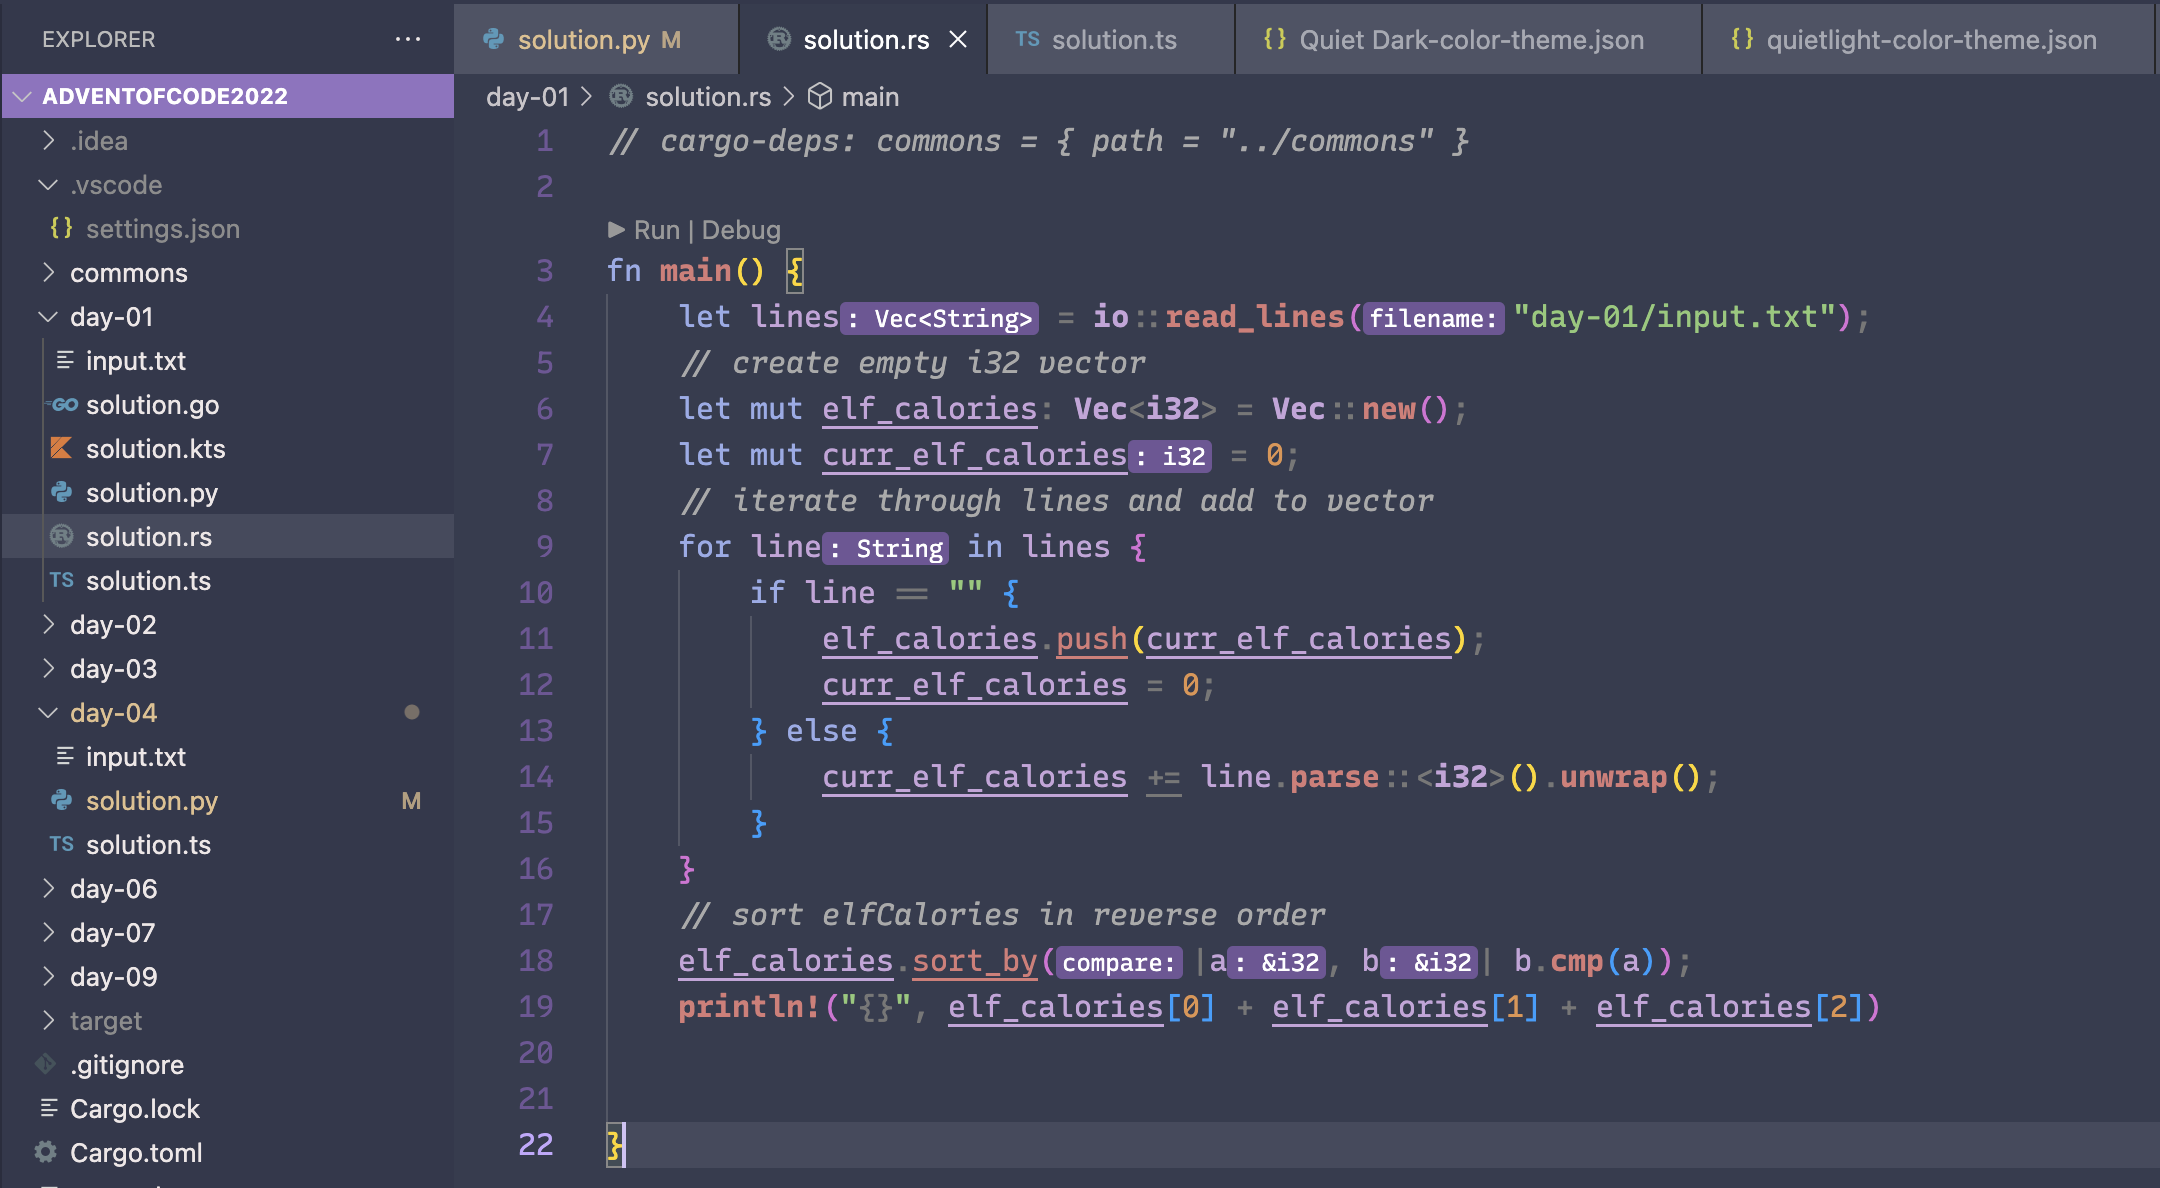 EXPLORER
ADVENTOFCODE2022
.idea
.vscode
{} settings.json
commons
day-01
input.txt
GO solution.go
solution.kts
solution.py
solution.rs
TS solution.ts
day-02
day-03
day-04
input.txt
solution.py M
TS solution.ts
day-06
day-07
day-09
target
.gitignore
Cargo.lock
Cargo.toml
solution.py M
solution.rs
TS solution.ts
{} Quiet Dark-color-theme.json
{} quietlight-color-theme.json
day-01 > solution.rs > main
1 // cargo-deps: commons = { path = "../commons" }
2
Run | Debug
3 fn main() {
4 let lines: Vec<String> = io::read_lines(filename: "day-01/input.txt");
5 // create empty i32 vector
6 let mut elf_calories: Vec<i32> = Vec::new();
7 let mut curr_elf_calories: i32 = 0;
8 // iterate through lines and add to vector
9 for line: String in lines {
10 if line == "" {
11 elf_calories.push(curr_elf_calories);
12 curr_elf_calories = 0;
13 } else {
14 curr_elf_calories += line.parse::<i32>().unwrap();
15 }
16 }
17 // sort elfCalories in reverse order
18 elf_calories.sort_by(compare: |a: &i32, b: &i32| b.cmp(a));
19 println!("{}", elf_calories[0] + elf_calories[1] + elf_calories[2])
20
21
22 }